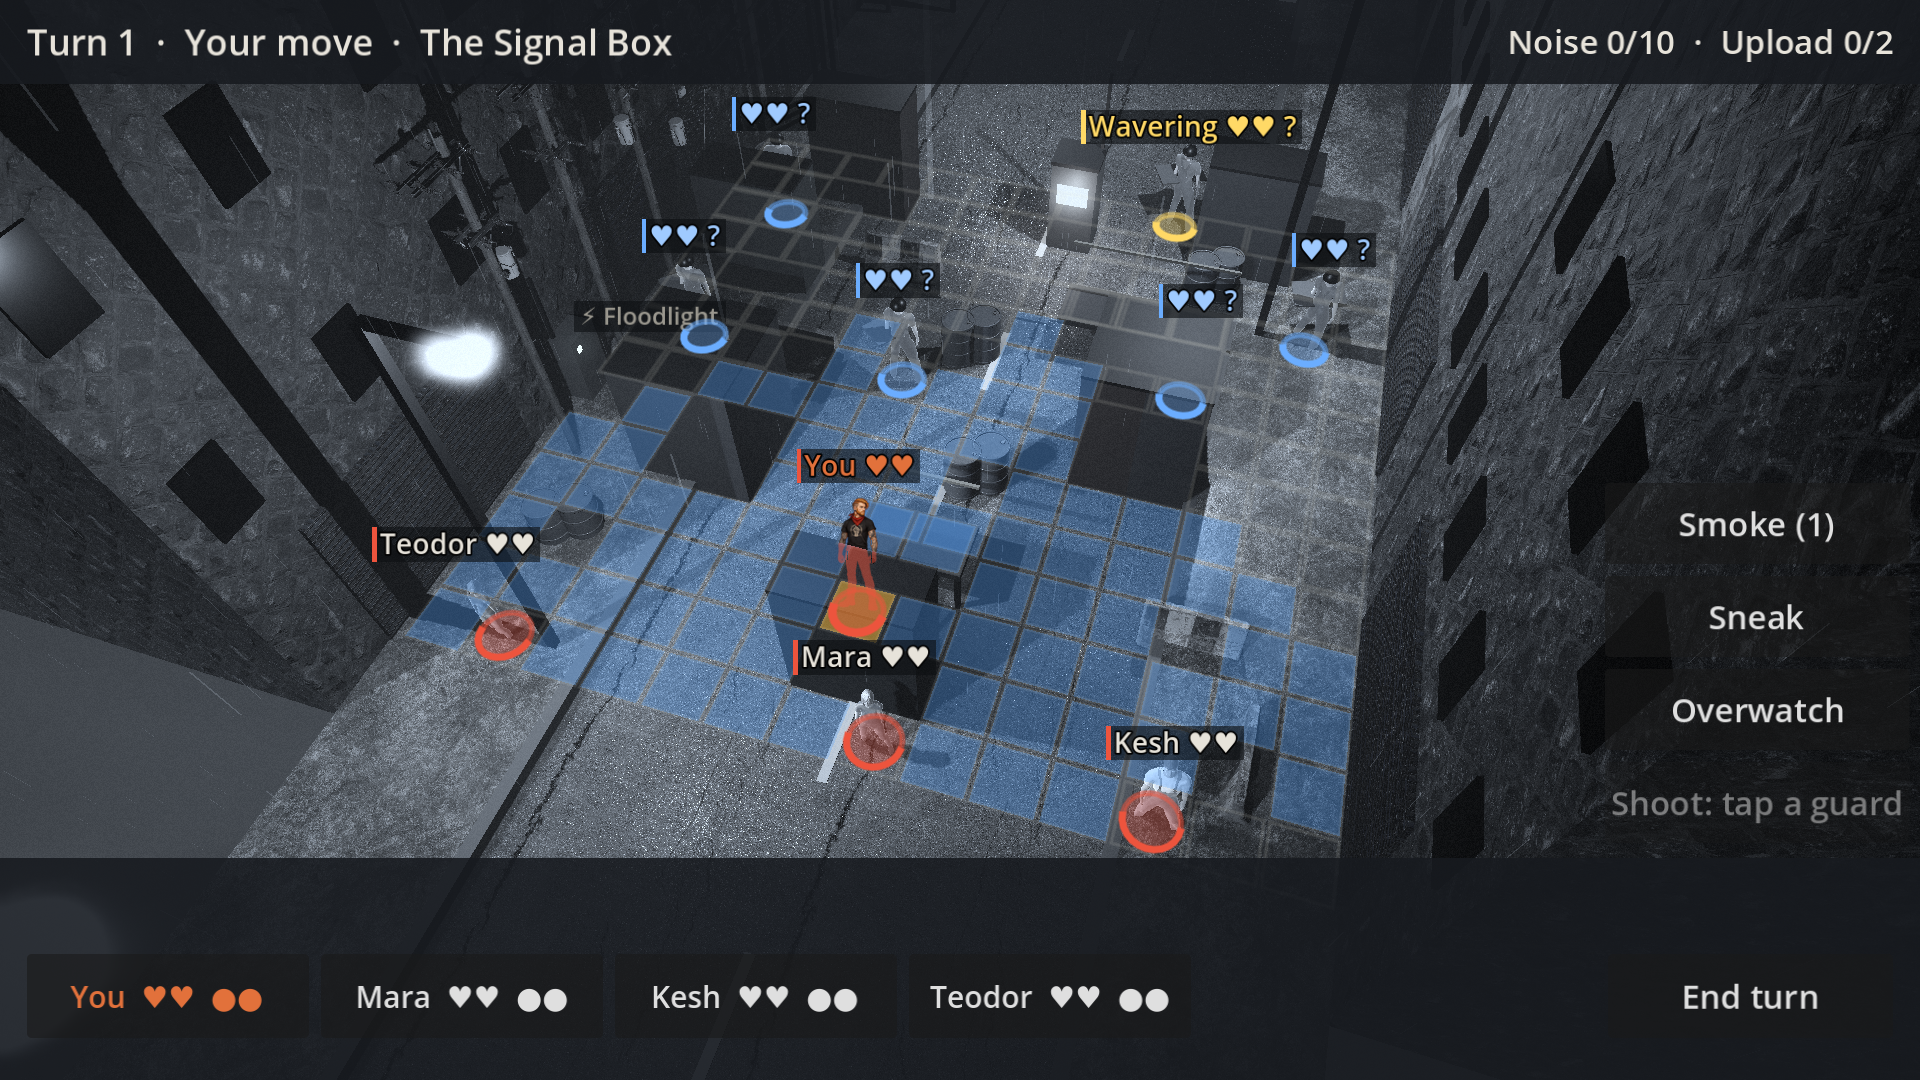 Turn 1 · Your move · The Signal Box
Noise 0/10 · Upload 0/2
♥♥ ?
Wavering ♥♥ ?
♥♥ ?
♥♥ ?
♥♥ ?
♥♥ ?
⚡ Floodlight
You ♥♥
Teodor ♥♥
Mara ♥♥
Kesh ♥♥
Smoke (1)
Sneak
Overwatch
Shoot: tap a guard
You ♥♥ ●●
Mara ♥♥ ●●
Kesh ♥♥ ●●
Teodor ♥♥ ●●
End turn